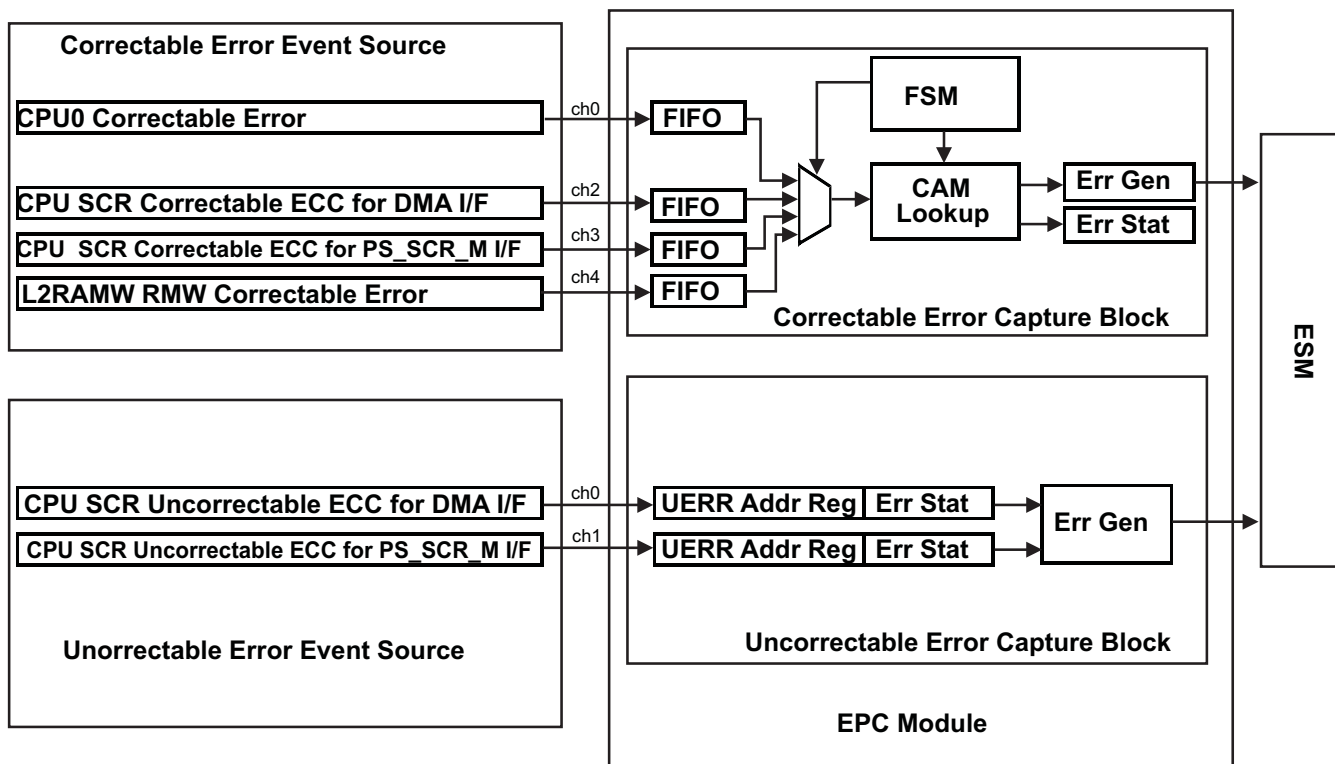 Correctable Error Event Source
CPU0 Correctable Error
ch0
FIFO
FSM
CPU SCR Correctable ECC for DMA I/F
ch2
FIFO
CAM
Lookup
Err Gen
Err Stat
CPU SCR Correctable ECC for PS_SCR_M I/F
ch3
FIFO
L2RAMW RMW Correctable Error
ch4
FIFO
Correctable Error Capture Block
ESM
CPU SCR Uncorrectable ECC for DMA I/F
ch0
UERR Addr Reg
Err Stat
CPU SCR Uncorrectable ECC for PS_SCR_M I/F
ch1
UERR Addr Reg
Err Stat
Err Gen
Unorrectable Error Event Source
Uncorrectable Error Capture Block
EPC Module